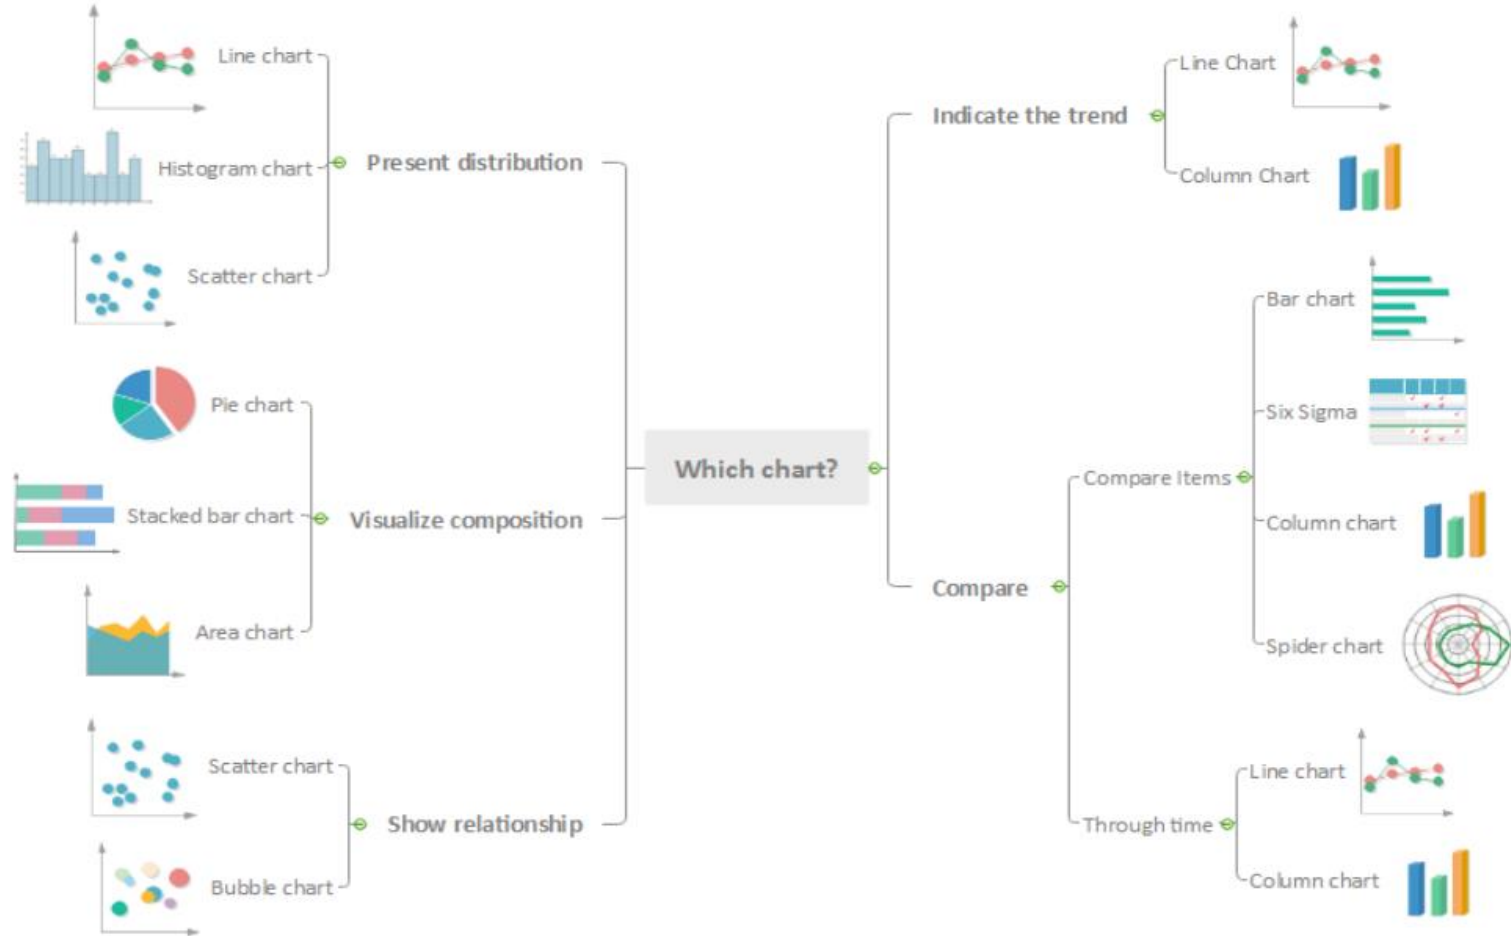 Line chart
Histogram chart
Present distribution
Scatter chart
Pie chart
Stacked bar chart
Visualize composition
Area chart
Scatter chart
Show relationship
Bubble chart
Which chart?
Line Chart
Indicate the trend
Column Chart
Bar chart
Six Sigma
Compare Items
Column chart
Compare
Spider chart
Line chart
Through time
Column chart